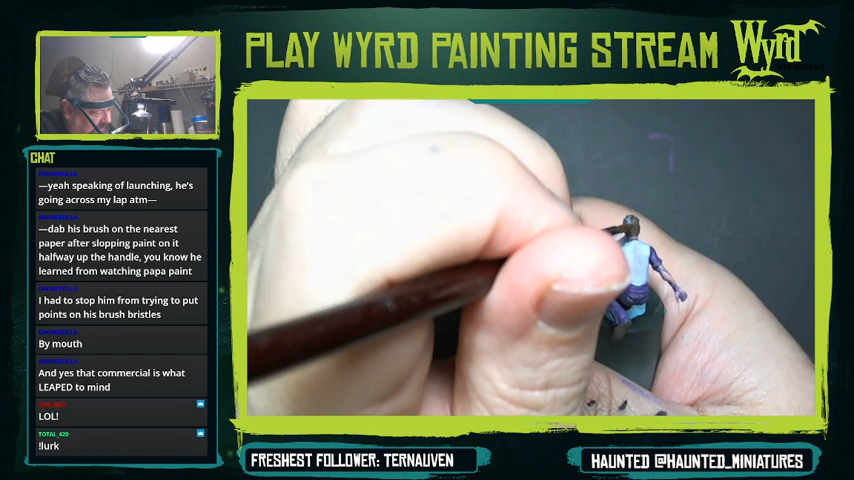 PLAY WYRD PAINTING STREAM
Wyrd
CHAT
—yeah speaking of launching, he's
going across my lap atm—
—dab his brush on the nearest
paper after slopping paint on it
halfway up the handle, you know he
learned from watching papa paint
I had to stop him from trying to put
points on his brush bristles
By mouth
And yes that commercial is what
LEAPED to mind
LOL!
TOTAL_420
!lurk
FRESHEST FOLLOWER: TERNAUVEN
HAUNTED @HAUNTED_MINIATURES